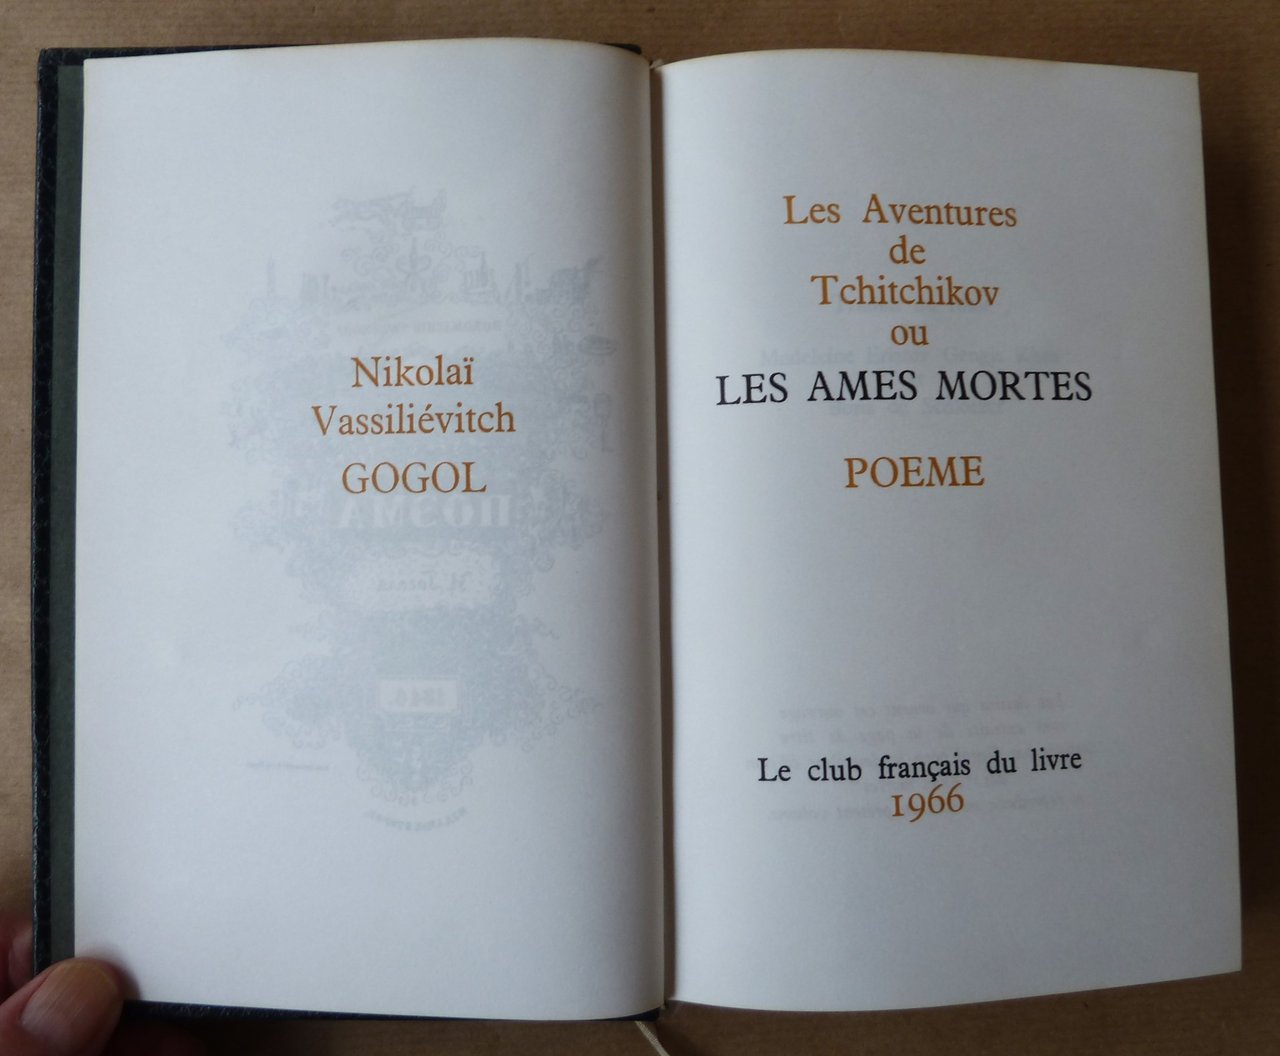 Nikolaï
Vassiliévitch
GOGOL
Les Aventures
de
Tchitchikov
ou
LES AMES MORTES
POEME
Le club français du livre
1966